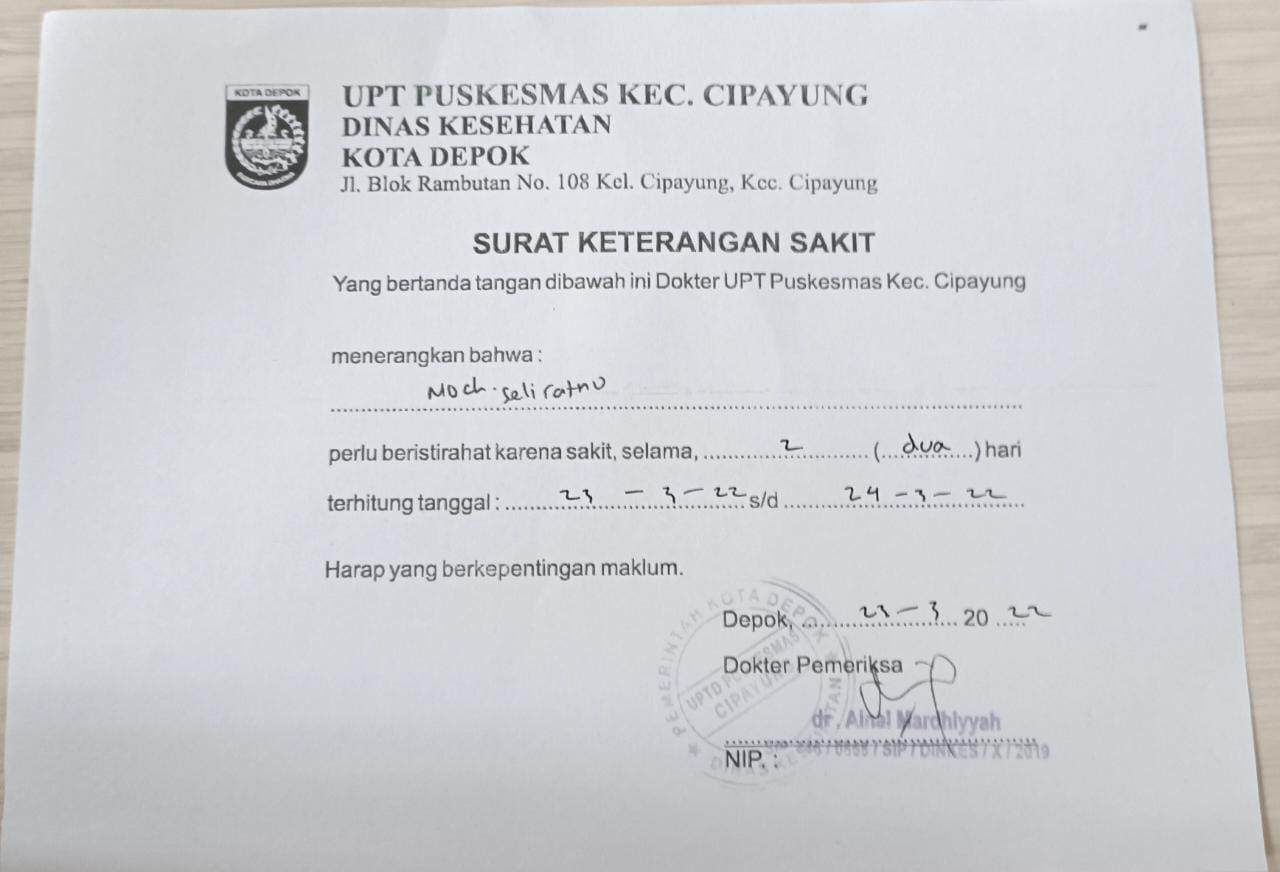 KOTA DEPOK
UPT PUSKESMAS KEC. CIPAYUNG
DINAS KESEHATAN
KOTA DEPOK
Jl. Blok Rambutan No. 108 Kel. Cipayung, Kec. Cipayung
SURAT KETERANGAN SAKIT
Yang bertanda tangan dibawah ini Dokter UPT Puskesmas Kec. Cipayung
menerangkan bahwa :
Moch. Seliratno
perlu beristirahat karena sakit, selama, 2 (dua) hari
terhitung tanggal : 23 - 3 - 22 s/d 24 - 3 - 22
Harap yang berkepentingan maklum.
PEMERINTAH KOTA DEPOK
UPTD PUSKESMAS
CIPAYUNG
DINAS KESEHATAN
Depok, 23 - 3 20 22
Dokter Pemeriksa
dr. Ainal Mardhiyyah
NIP. : / SIP / DINKES / X / 2019